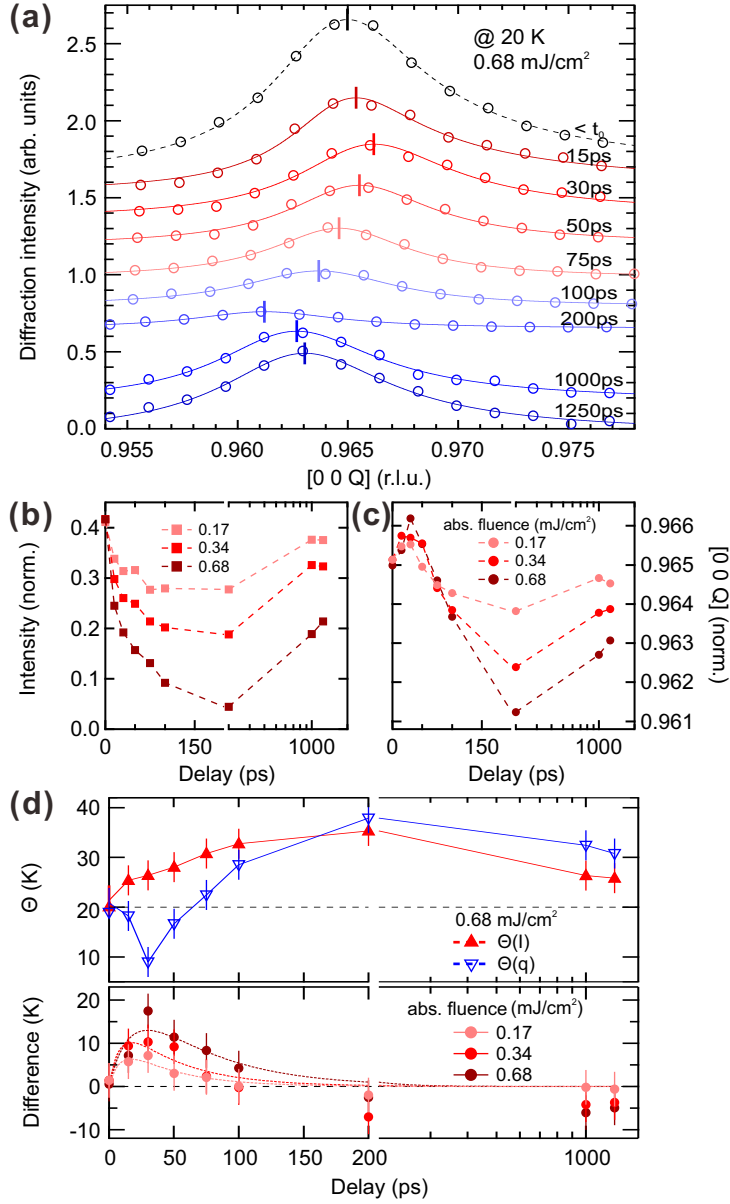 (a)
@ 20 K
0.68 mJ/cm²
< t₀
15ps
30ps
50ps
75ps
100ps
200ps
1000ps
1250ps
2.5
2.0
1.5
1.0
0.5
0.0
Diffraction intensity (arb. units)
0.955
0.960
0.965
0.970
0.975
[0 0 Q] (r.l.u.)
(b)
0.17
0.34
0.68
0.4
0.3
0.2
0.1
0.0
Intensity (norm.)
0
150
1000
Delay (ps)
(c)
abs. fluence (mJ/cm²)
0.17
0.34
0.68
0.966
0.965
0.964
0.963
0.962
0.961
[0 0 Q] (norm.)
0
150
1000
Delay (ps)
(d)
40
30
20
10
Θ (K)
0.68 mJ/cm²
Θ(I)
Θ(q)
20
10
0
-10
Difference (K)
abs. fluence (mJ/cm²)
0.17
0.34
0.68
0
50
100
150
200
1000
Delay (ps)